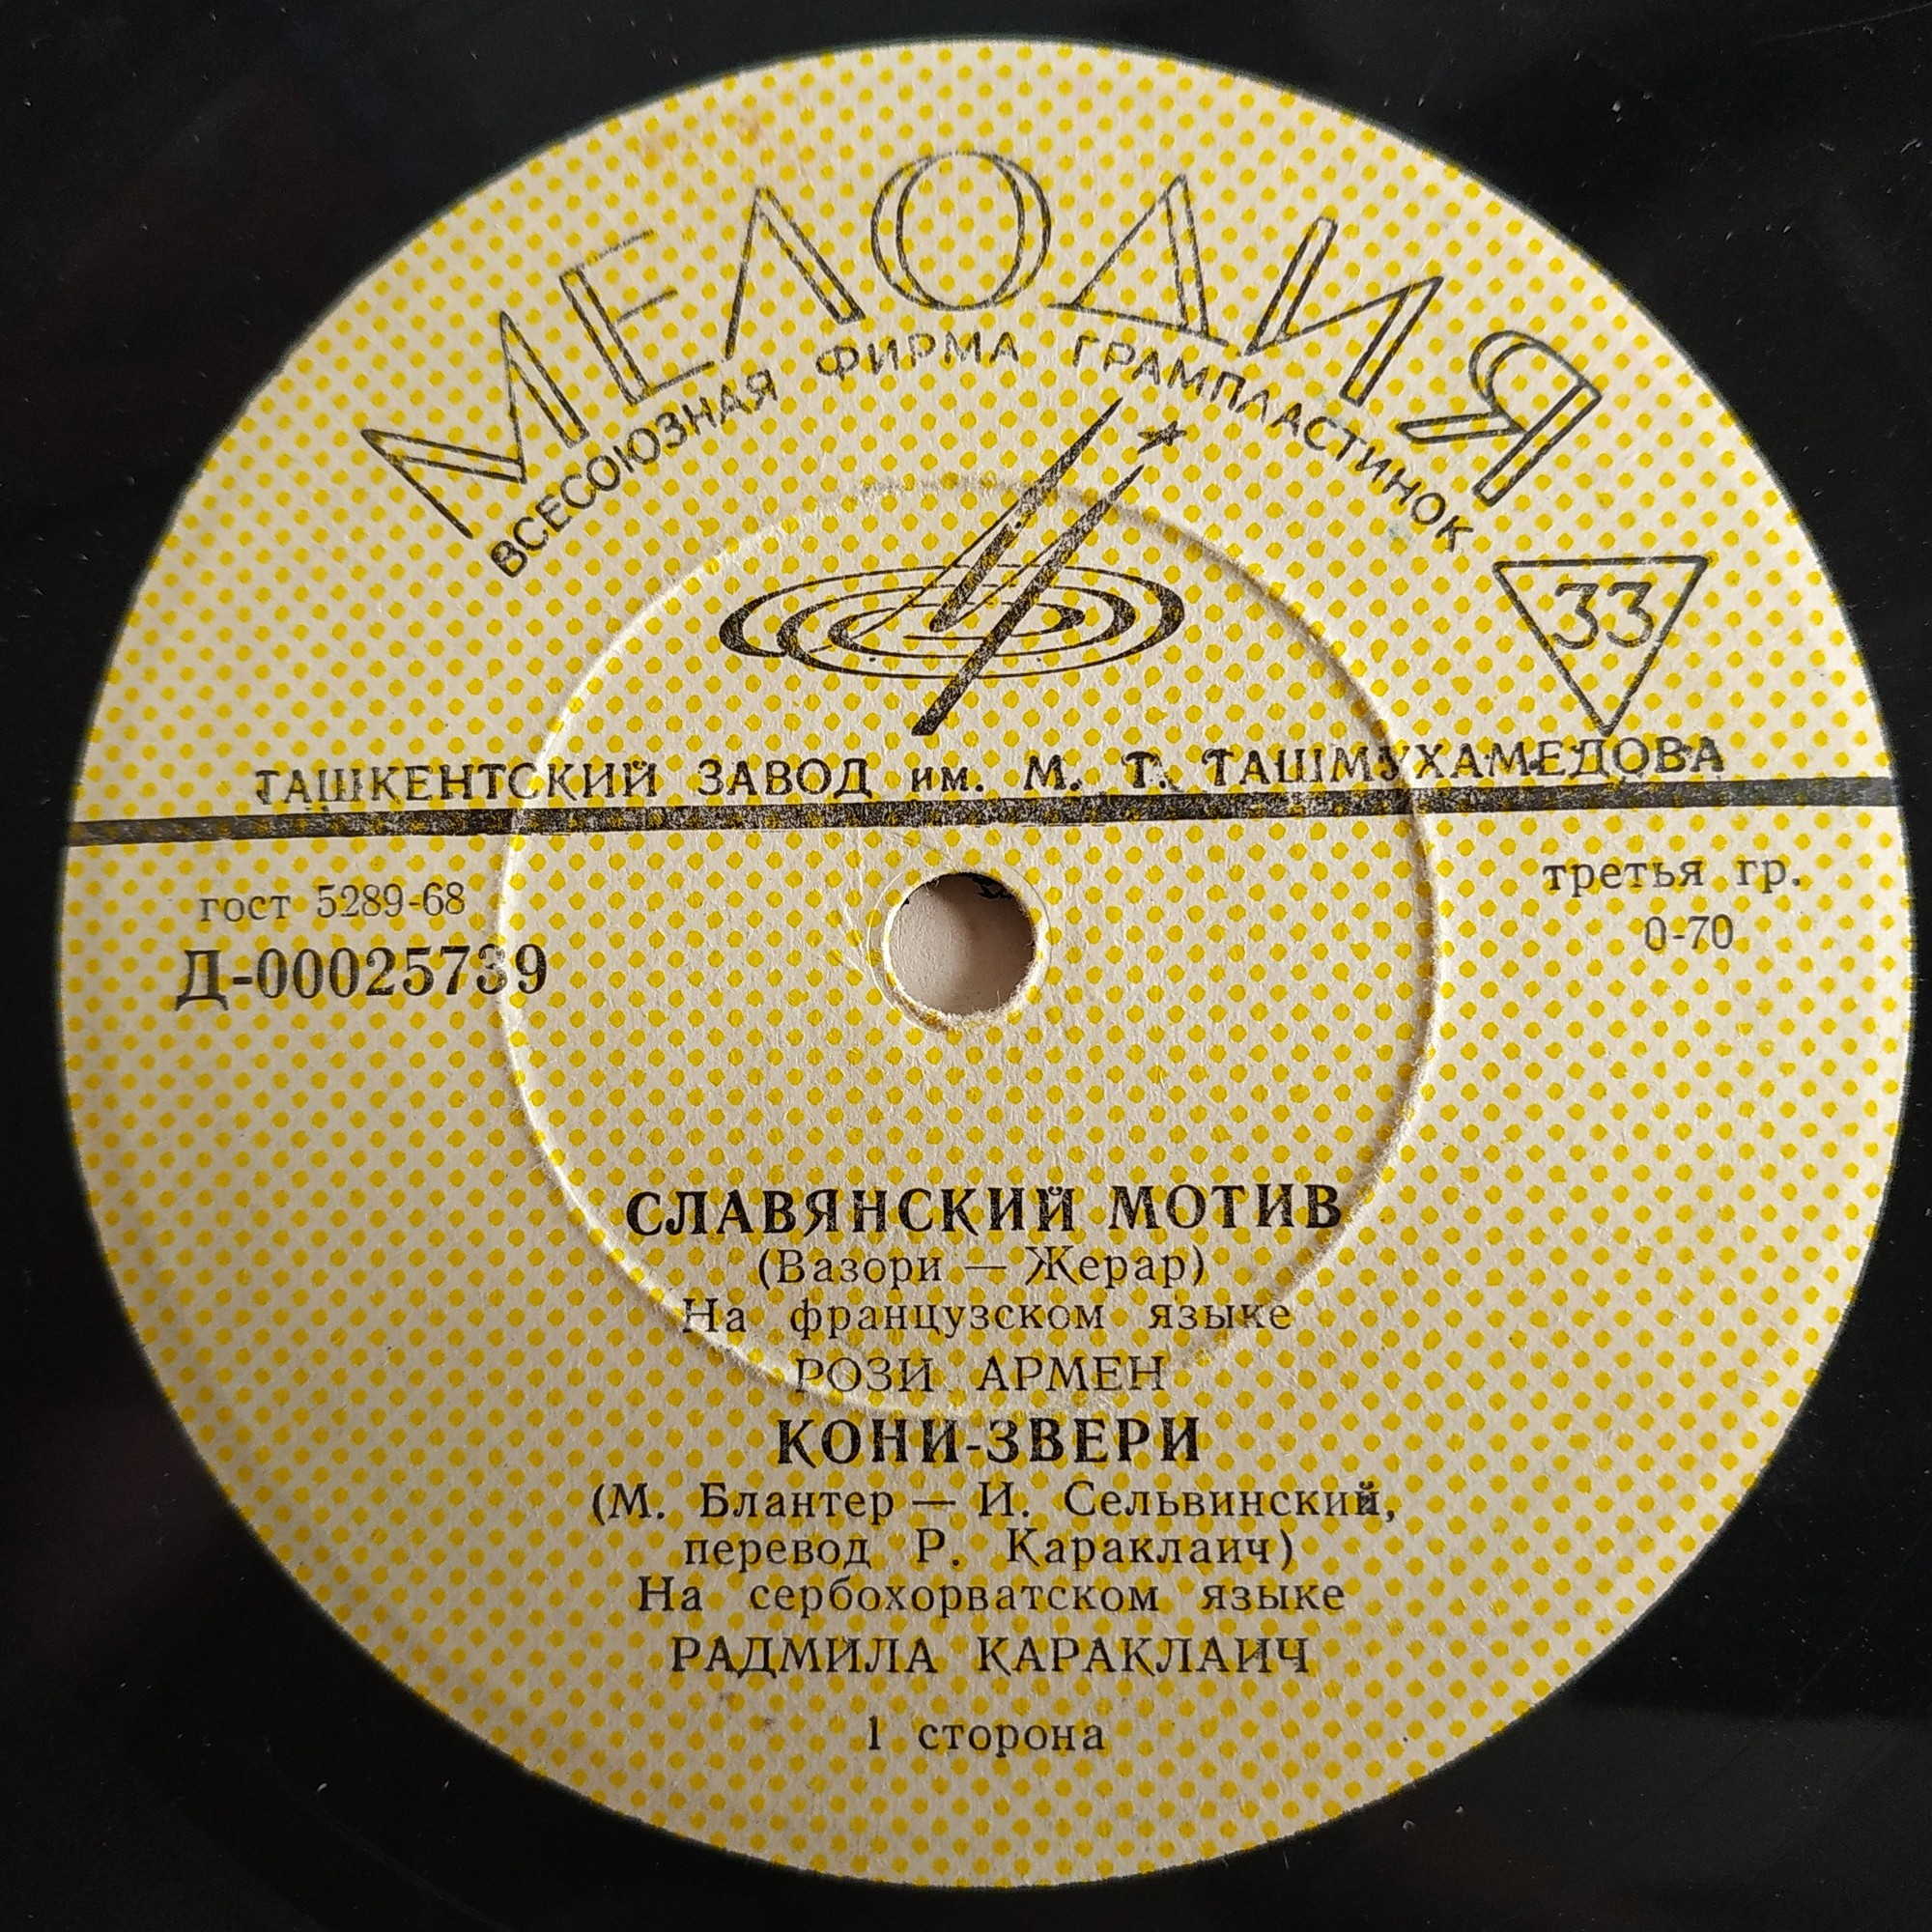 МЕЛОДИЯ
ВСЕСОЮЗНАЯ ФИРМА ГРАМПЛАСТИНОК
33
ТАШКЕНТСКИЙ ЗАВОД им. М. Т. ТАШМУХАМЕДОВА
гост 5289-68
третья гр.
Д-00025739
0-70
СЛАВЯНСКИЙ МОТИВ
(Вазори — Жерар)
На французском языке
РОЗИ АРМЕН
КОНИ-ЗВЕРИ
(М. Блантер — И. Сельвинский,
перевод Р. Караклаич)
На сербохорватском языке
РАДМИЛА КАРАКЛАИЧ
1 сторона